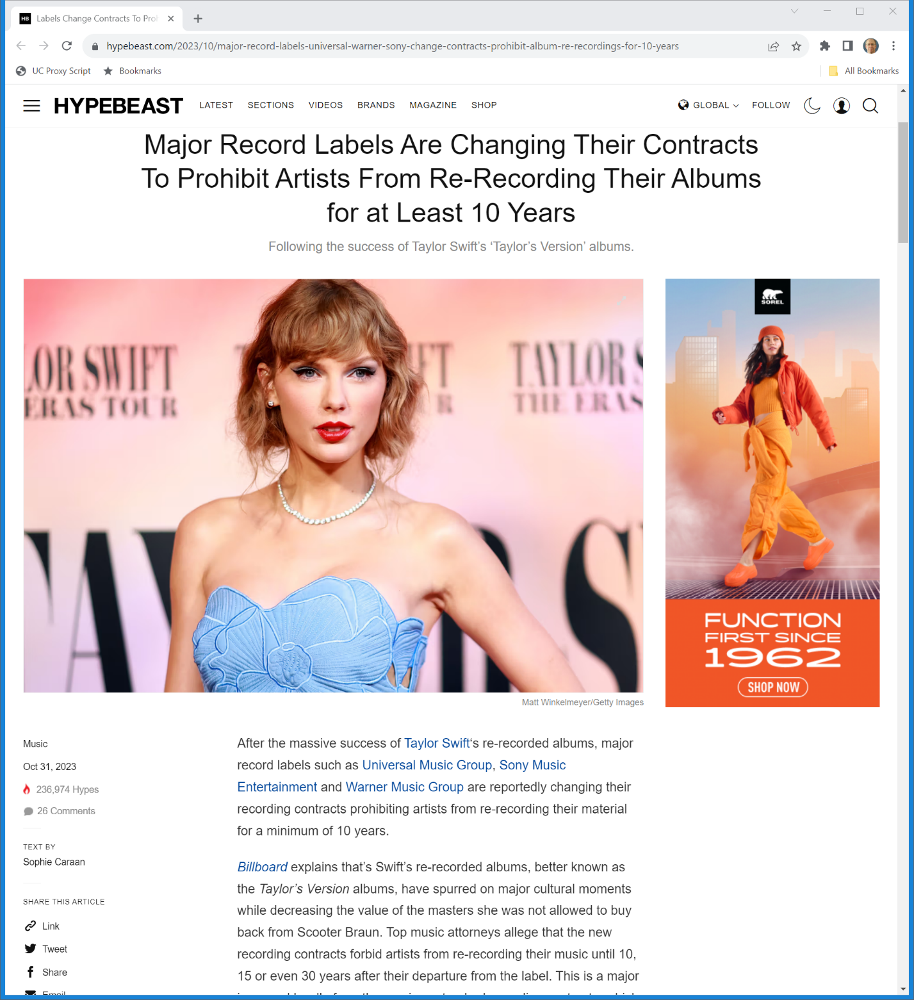 HB Labels Change Contracts To Prol
hypebeast.com/2023/10/major-record-labels-universal-warner-sony-change-contracts-prohibit-album-re-recordings-for-10-years
UC Proxy Script Bookmarks All Bookmarks
HYPEBEAST LATEST SECTIONS VIDEOS BRANDS MAGAZINE SHOP GLOBAL FOLLOW
Major Record Labels Are Changing Their Contracts
To Prohibit Artists From Re-Recording Their Albums
for at Least 10 Years
Following the success of Taylor Swift’s ‘Taylor’s Version’ albums.
LOR SWIFT
ERAS TOUR
FT
R
TAYLOR S
THE ERAS
TAY
S
SOREL
FUNCTION
FIRST SINCE
1962
SHOP NOW
Matt Winkelmeyer/Getty Images
Music
Oct 31, 2023
236,974 Hypes
26 Comments
TEXT BY
Sophie Caraan
SHARE THIS ARTICLE
Link
Tweet
Share
Email
After the massive success of Taylor Swift‘s re-recorded albums, major
record labels such as Universal Music Group, Sony Music
Entertainment and Warner Music Group are reportedly changing their
recording contracts prohibiting artists from re-recording their material
for a minimum of 10 years.
Billboard explains that’s Swift’s re-recorded albums, better known as
the Taylor’s Version albums, have spurred on major cultural moments
while decreasing the value of the masters she was not allowed to buy
back from Scooter Braun. Top music attorneys allege that the new
recording contracts forbid artists from re-recording their music until 10,
15 or even 30 years after their departure from the label. This is a major